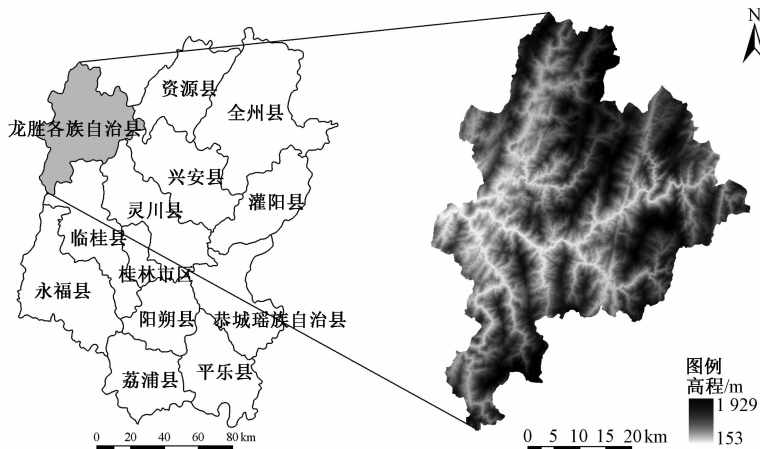 N
资源县
全州县
龙胜各族自治县
兴安县
灌阳县
灵川县
临桂县
桂林市区
永福县
阳朔县
恭城瑶族自治县
荔浦县
平乐县
0 20 40 60 80 km
图例
高程/m
1 929
153
0 5 10 15 20 km